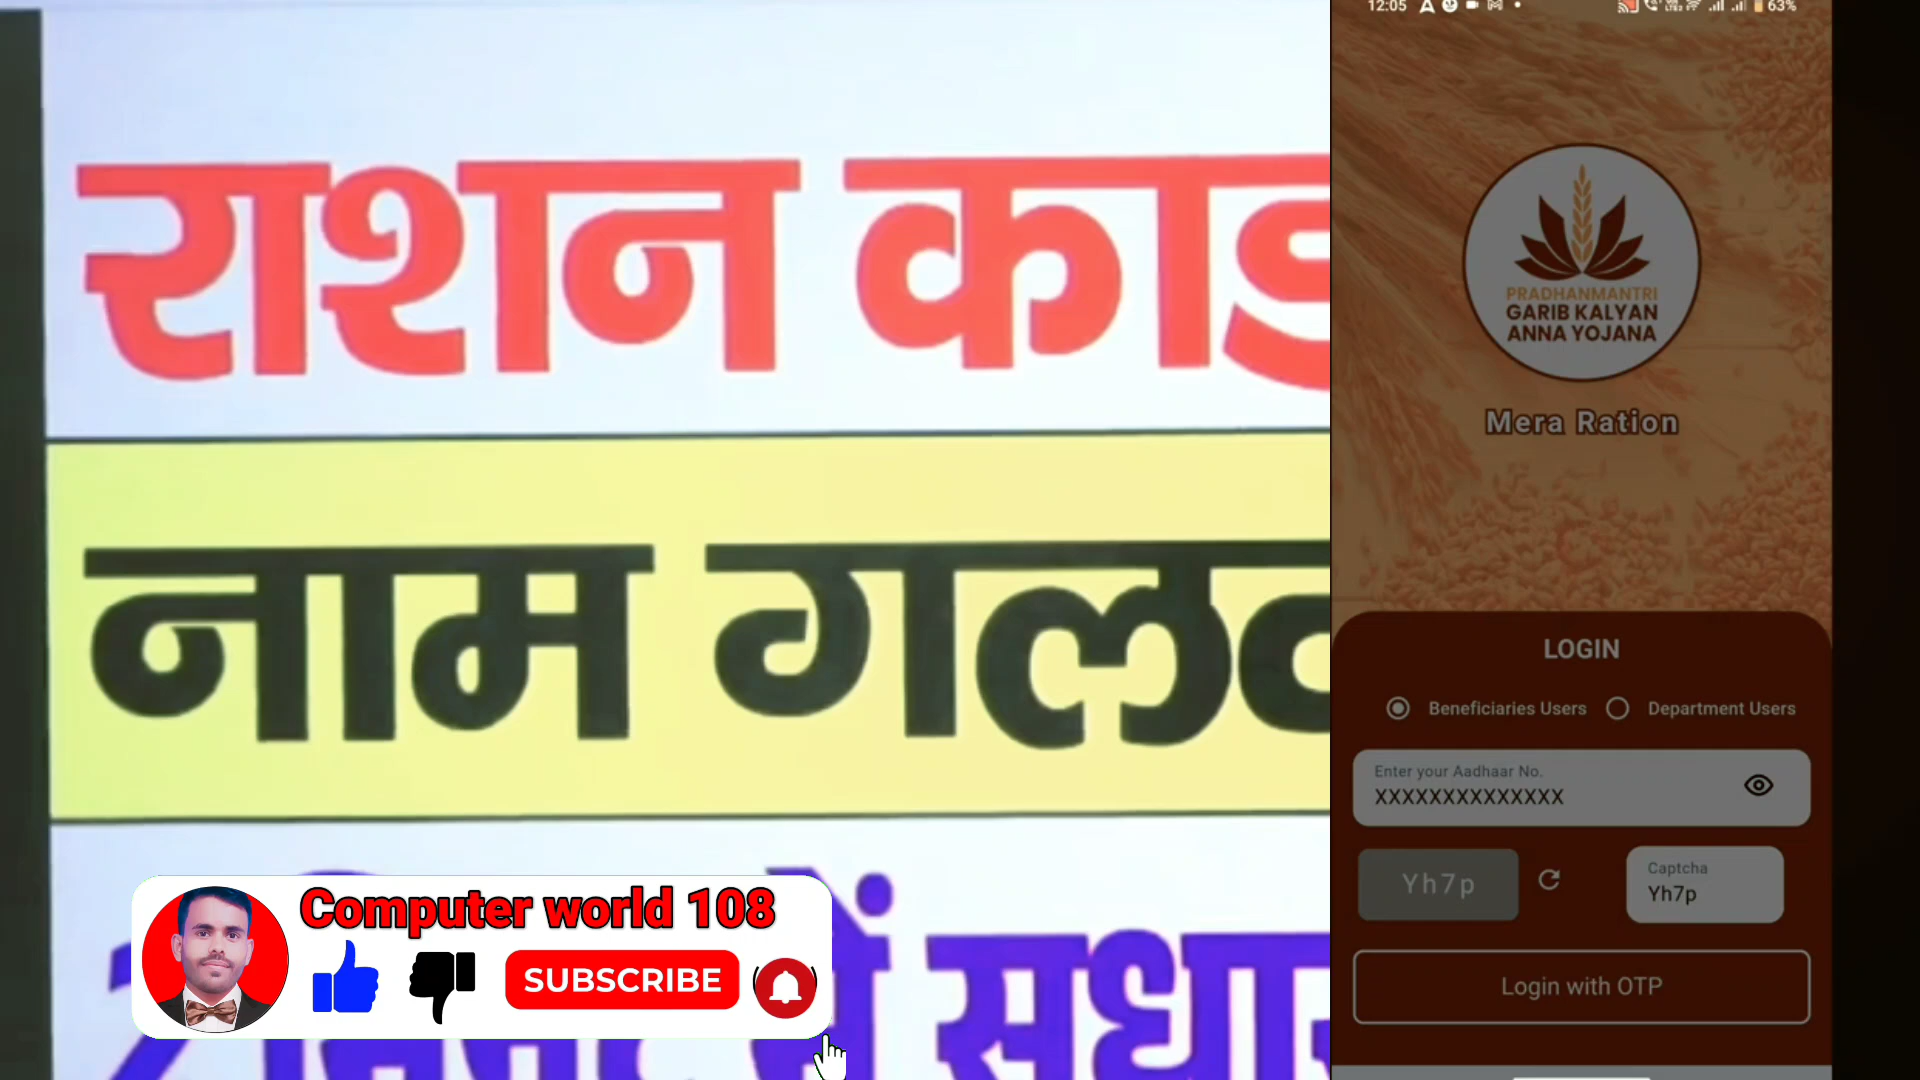 राशन का
नाम गल
में
Computer world 108
SUBSCRIBE
12:05
63%
PRADHANMANTRI
GARIB KALYAN
ANNA YOJANA
Mera Ration
LOGIN
Beneficiaries Users Department Users
Enter your Aadhaar No.
XXXXXXXXXXXXXX
Yh7p
Captcha
Yh7p
Login with OTP